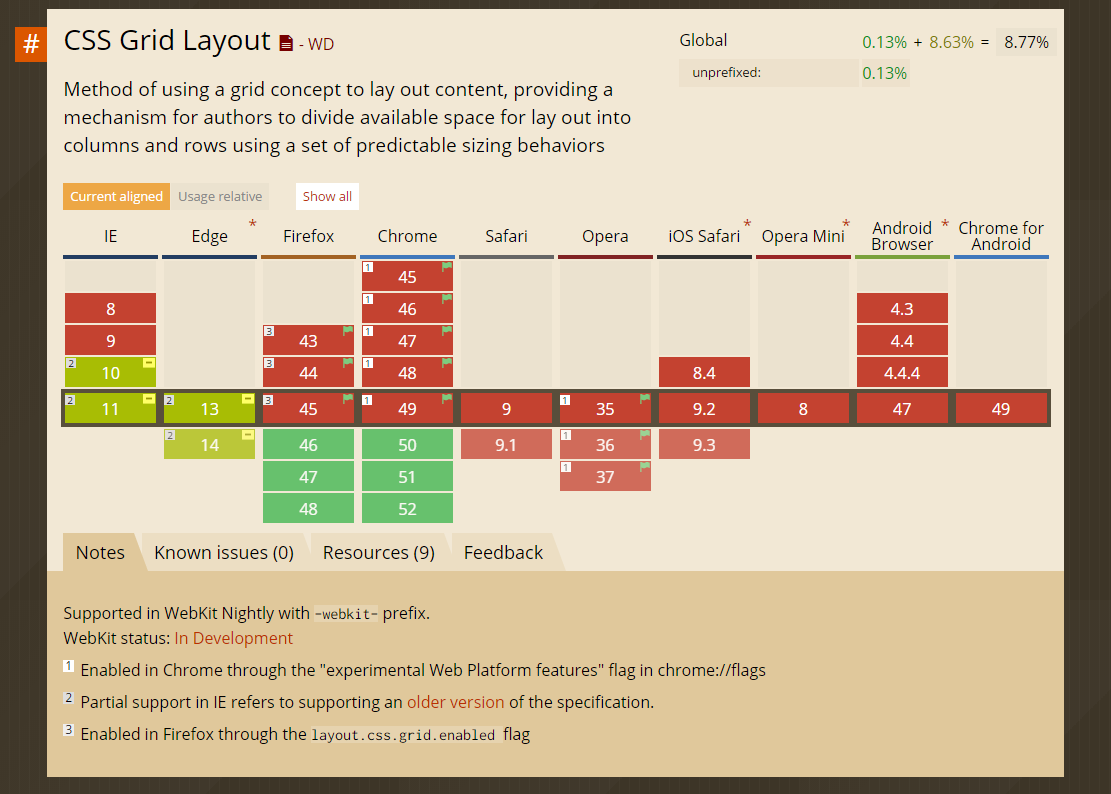 #
CSS Grid Layout - WD
Global 0.13% + 8.63% = 8.77%
unprefixed: 0.13%
Method of using a grid concept to lay out content, providing a
mechanism for authors to divide available space for lay out into
columns and rows using a set of predictable sizing behaviors
Current aligned Usage relative Show all
IE Edge * Firefox Chrome Safari Opera iOS Safari * Opera Mini * Android Browser * Chrome for Android
1 45
8 1 46 4.3
9 3 43 1 47 4.4
2 10 3 44 1 48 8.4 4.4.4
2 11 2 13 3 45 1 49 9 1 35 9.2 8 47 49
2 14 46 50 9.1 1 36 9.3
47 51 1 37
48 52
Notes Known issues (0) Resources (9) Feedback
Supported in WebKit Nightly with -webkit- prefix.
WebKit status: In Development
1 Enabled in Chrome through the "experimental Web Platform features" flag in chrome://flags
2 Partial support in IE refers to supporting an older version of the specification.
3 Enabled in Firefox through the layout.css.grid.enabled flag